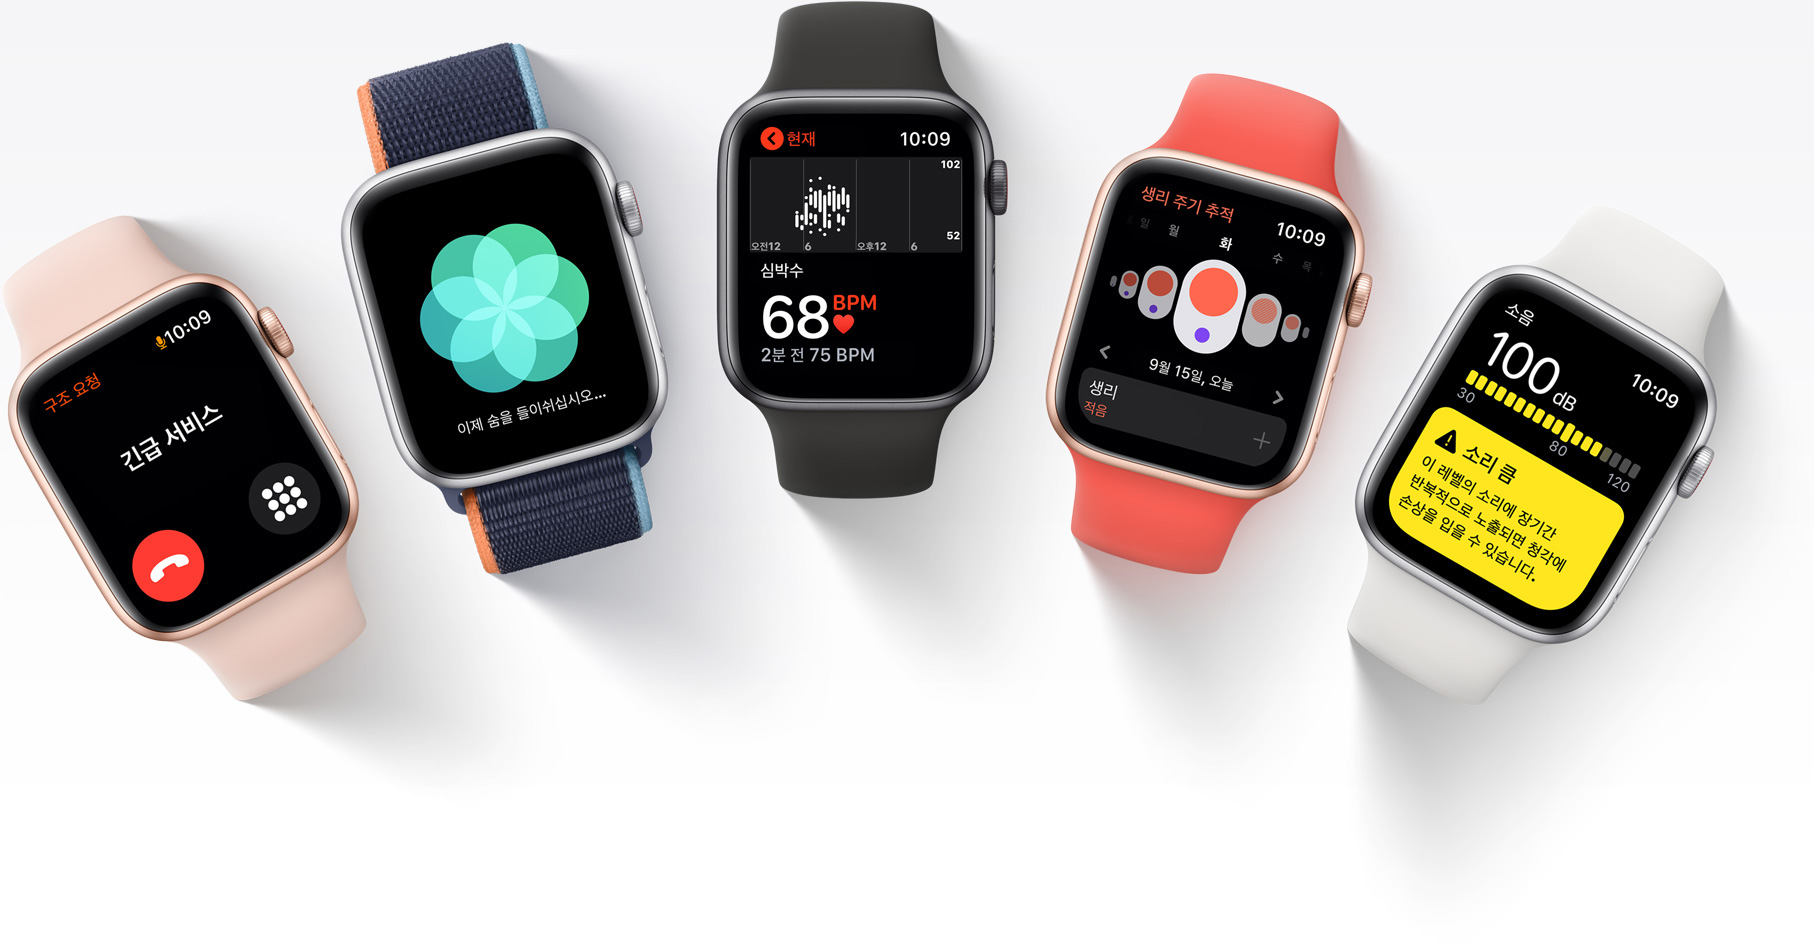 10:09
구조 요청
긴급 서비스
이제 숨을 들이쉬십시오...
현재
10:09
102
52
오전12
6
오후12
6
심박수
68 BPM
2분 전 75 BPM
생리 주기 추적
10:09
월
화
수
목
9월 15일, 오늘
생리
적음
소음
10:09
100 dB
30
80
120
소리 큼
이 레벨의 소리에 장기간
반복적으로 노출되면 청각에
손상을 입을 수 있습니다.